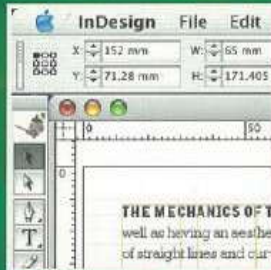 InDesign File Edit
X: 152 mm W: 65 mm
Y: 71.28 mm H: 171.405
0 50
0
T
THE MECHANICS OF T
well as having an aesthe
of straight lines and cur